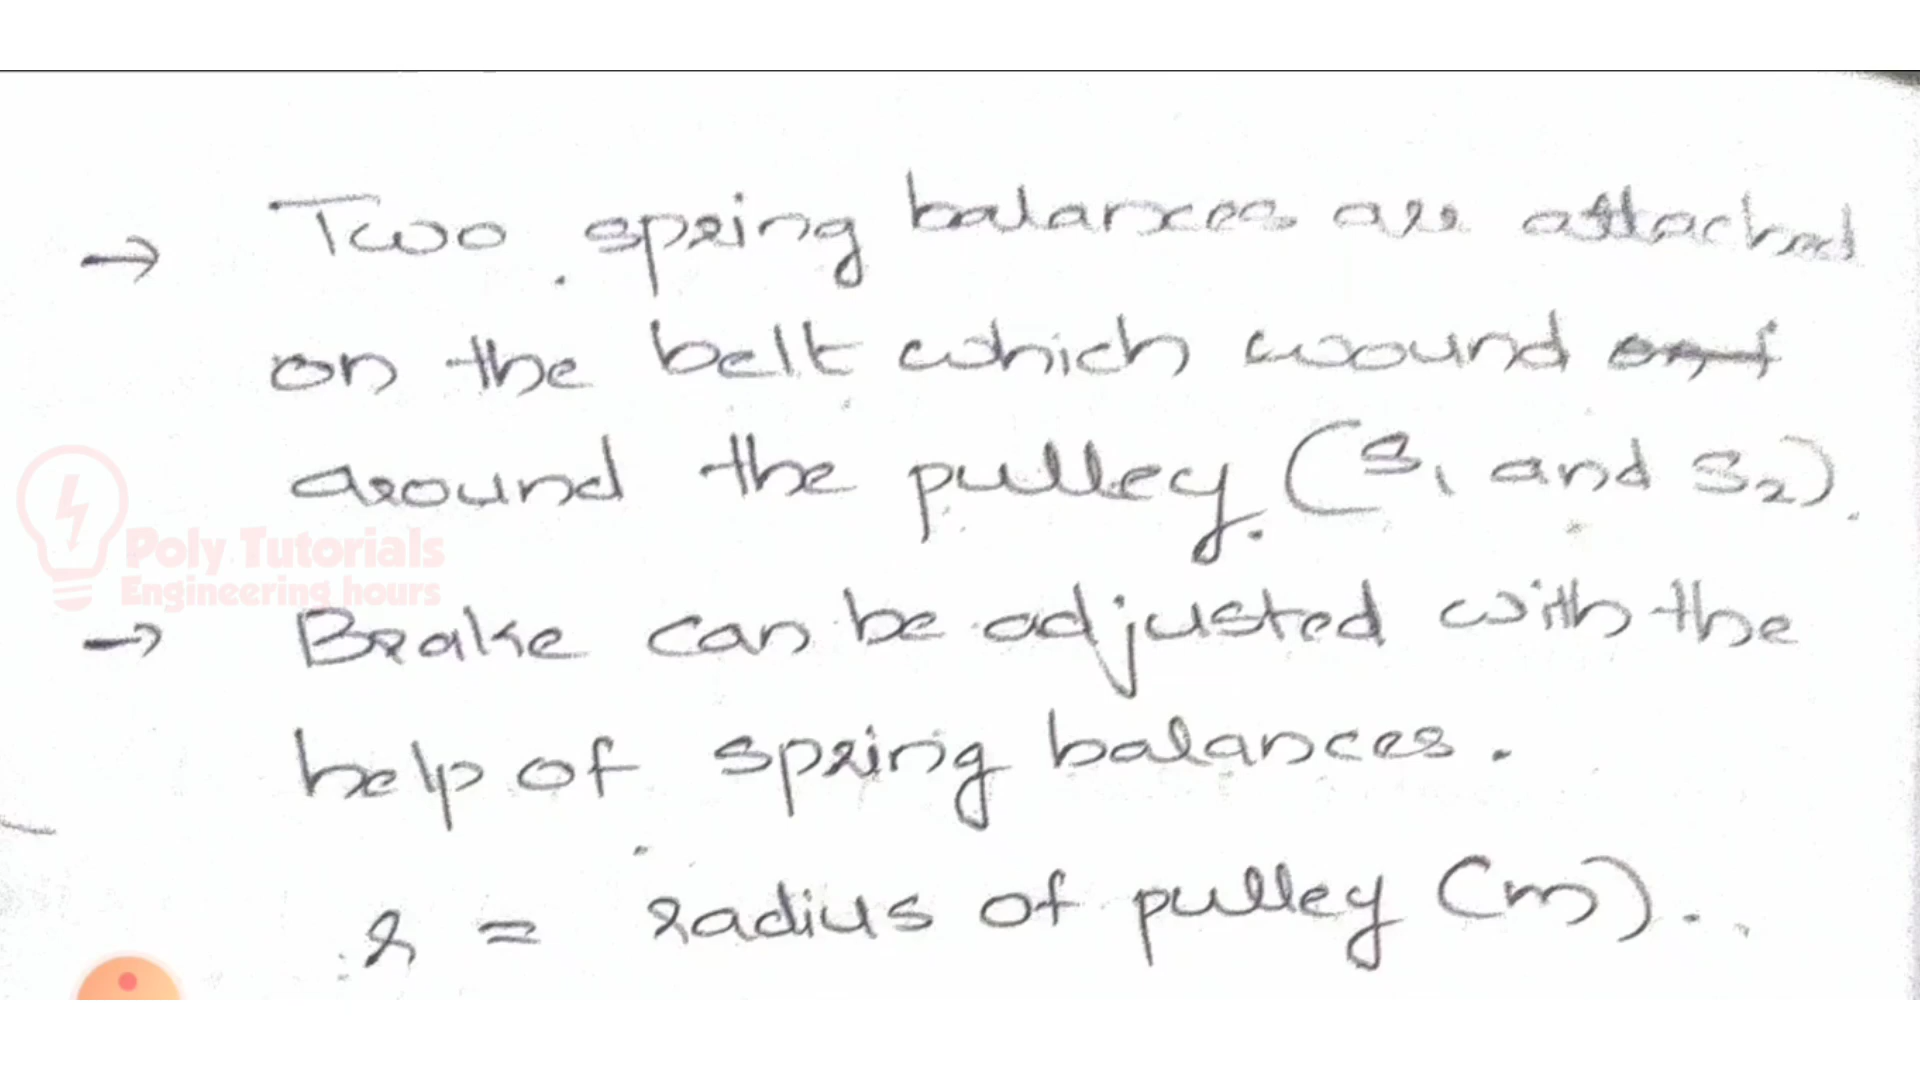 → Two spring balances are attached
on the belt which wound
around the pulley. (S₁ and S₂).
Poly Tutorials
Engineering hours
→ Brake can be adjusted with the
help of spring balances.
r = radius of pulley (m).